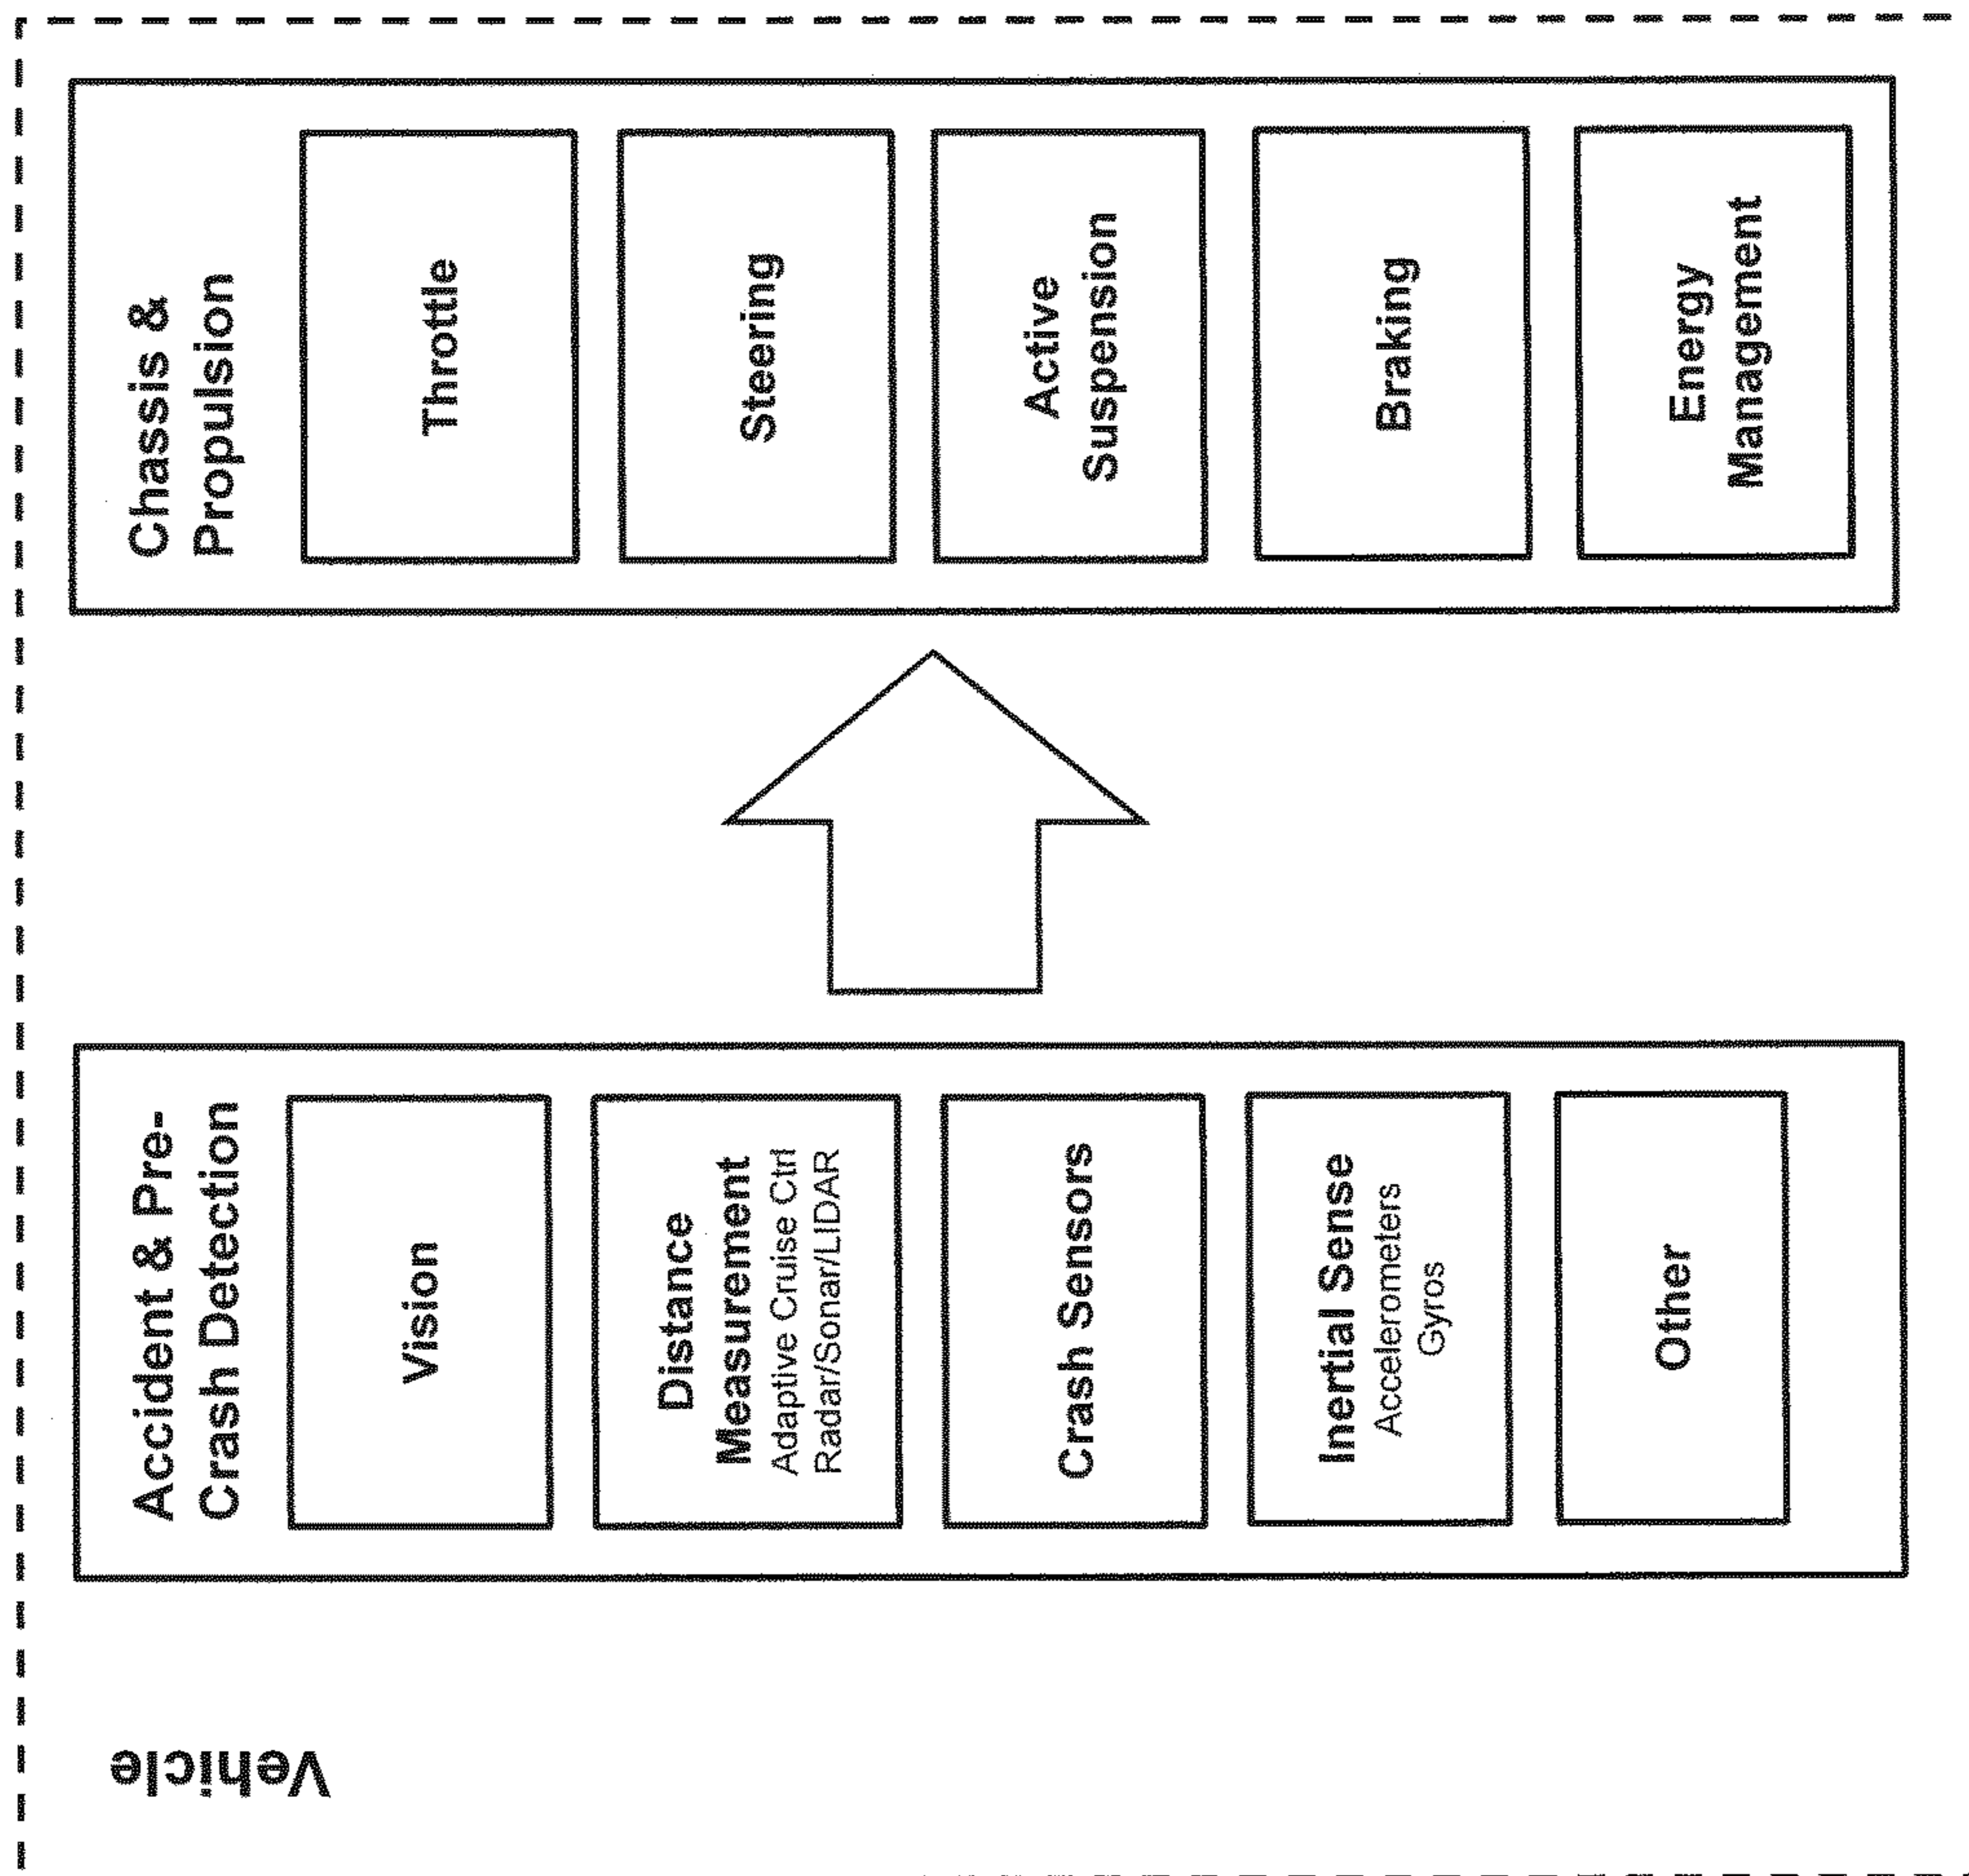 Vehicle
Accident & Pre-
Crash Detection
Vision
Distance
Measurement
Adaptive Cruise Ctrl
Radar/Sonar/LIDAR
Crash Sensors
Inertial Sense
Accelerometers
Gyros
Other
Chassis &
Propulsion
Throttle
Steering
Active
Suspension
Braking
Energy
Management